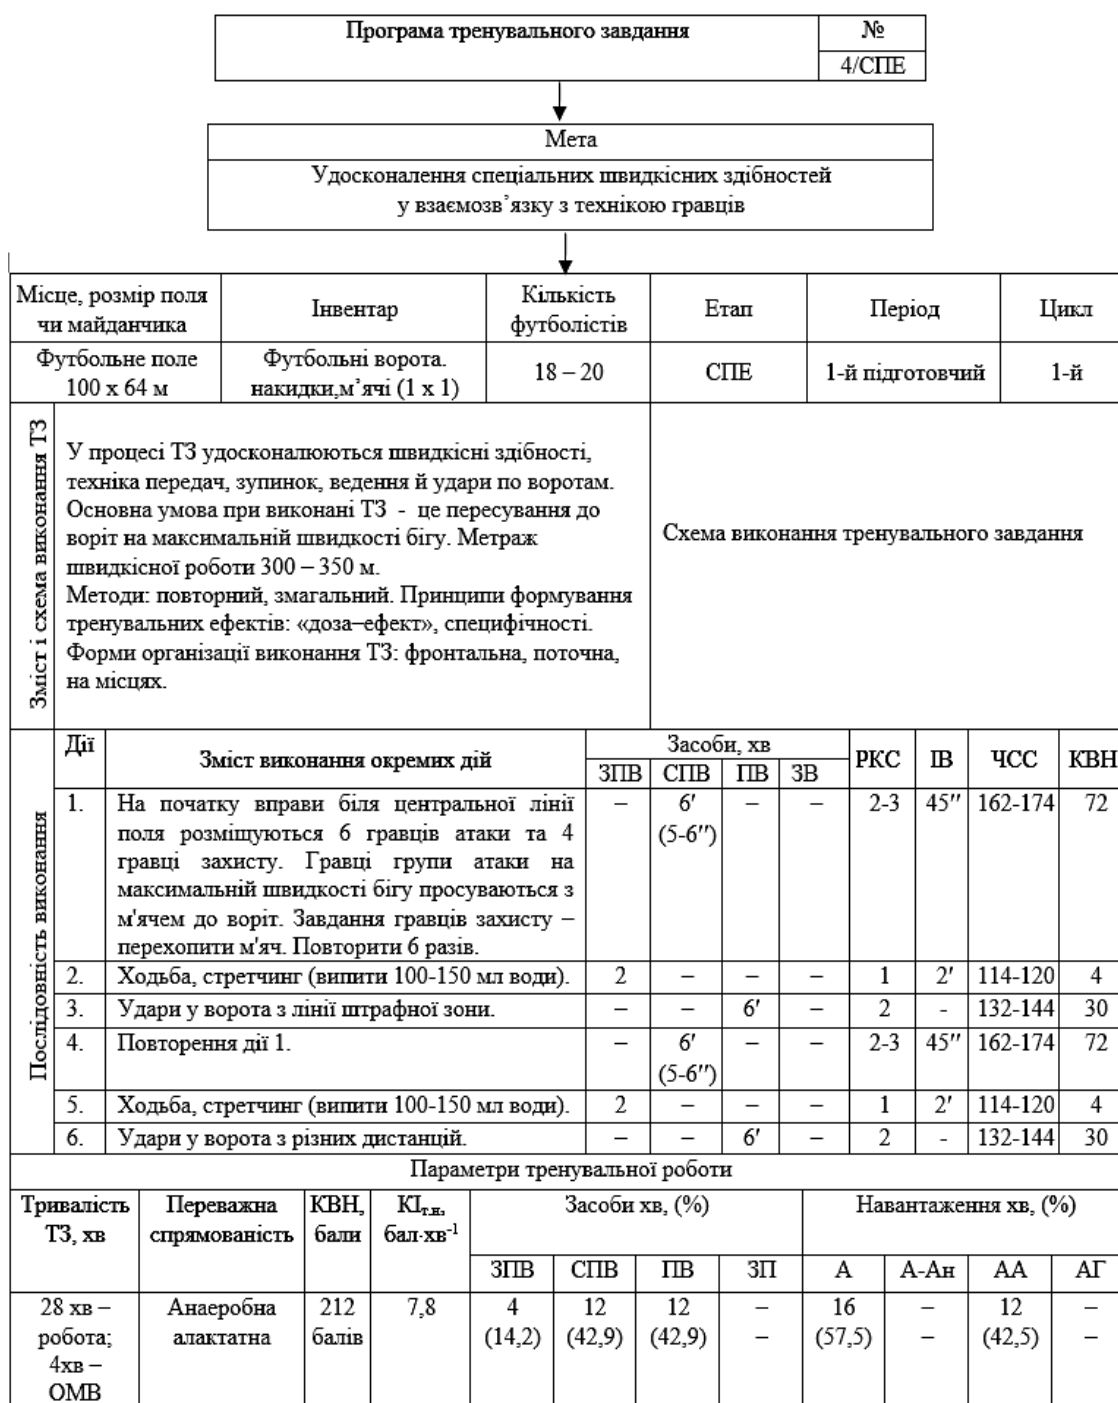 Програма тренувального завдання
№
4/СПЕ
Мета
Удосконалення спеціальних швидкісних здібностей
у взаємозв’язку з технікою гравців
Місце, розмір поля
чи майданчика
Інвентар
Кількість
футболістів
Етап
Період
Цикл
Футбольне поле
100 х 64 м
Футбольні ворота.
накидки,м’ячі (1 х 1)
18 – 20
СПЕ
1-й підготовчий
1-й
Зміст і схема виконання ТЗ
У процесі ТЗ удосконалюються швидкісні здібності,
техніка передач, зупинок, ведення й удари по воротам.
Основна умова при виконані ТЗ - це пересування до
воріт на максимальній швидкості бігу. Метраж
швидкісної роботи 300 – 350 м.
Методи: повторний, змагальний. Принципи формування
тренувальних ефектів: «доза–ефект», специфічності.
Форми організації виконання ТЗ: фронтальна, поточна,
на місцях.
Схема виконання тренувального завдання
Послідовність виконання
Дії
Зміст виконання окремих дій
Засоби, хв
ЗПВ СПВ ПВ ЗВ
РКС ІВ ЧСС КВН
1. На початку вправи біля центральної лінії – 6′ – – 2-3 45″ 162-174 72
поля розміщуються 6 гравців атаки та 4 (5-6″)
гравці захисту. Гравці групи атаки на
максимальній швидкості бігу просуваються з
м'ячем до воріт. Завдання гравців захисту –
перехопити м'яч. Повторити 6 разів.
2. Ходьба, стретчинг (випити 100-150 мл води). 2 – – – 1 2′ 114-120 4
3. Удари у ворота з лінії штрафної зони. – – 6′ – 2 - 132-144 30
4. Повторення дії 1. – 6′ – – 2-3 45″ 162-174 72
(5-6″)
5. Ходьба, стретчинг (випити 100-150 мл води). 2 – – – 1 2′ 114-120 4
6. Удари у ворота з різних дистанцій. – – 6′ – 2 - 132-144 30
Параметри тренувальної роботи
Тривалість
ТЗ, хв
Переважна
спрямованість
КВН,
бали
КІт.н,
бал·хв-1
Засоби хв, (%)
Навантаження хв, (%)
ЗПВ СПВ ПВ ЗП А А-Ан АА АГ
28 хв –
робота;
4хв –
ОМВ
Анаеробна
алактатна
212
балів
7,8
4 12 12 – 16 – 12 –
(14,2) (42,9) (42,9) – (57,5) – (42,5) –